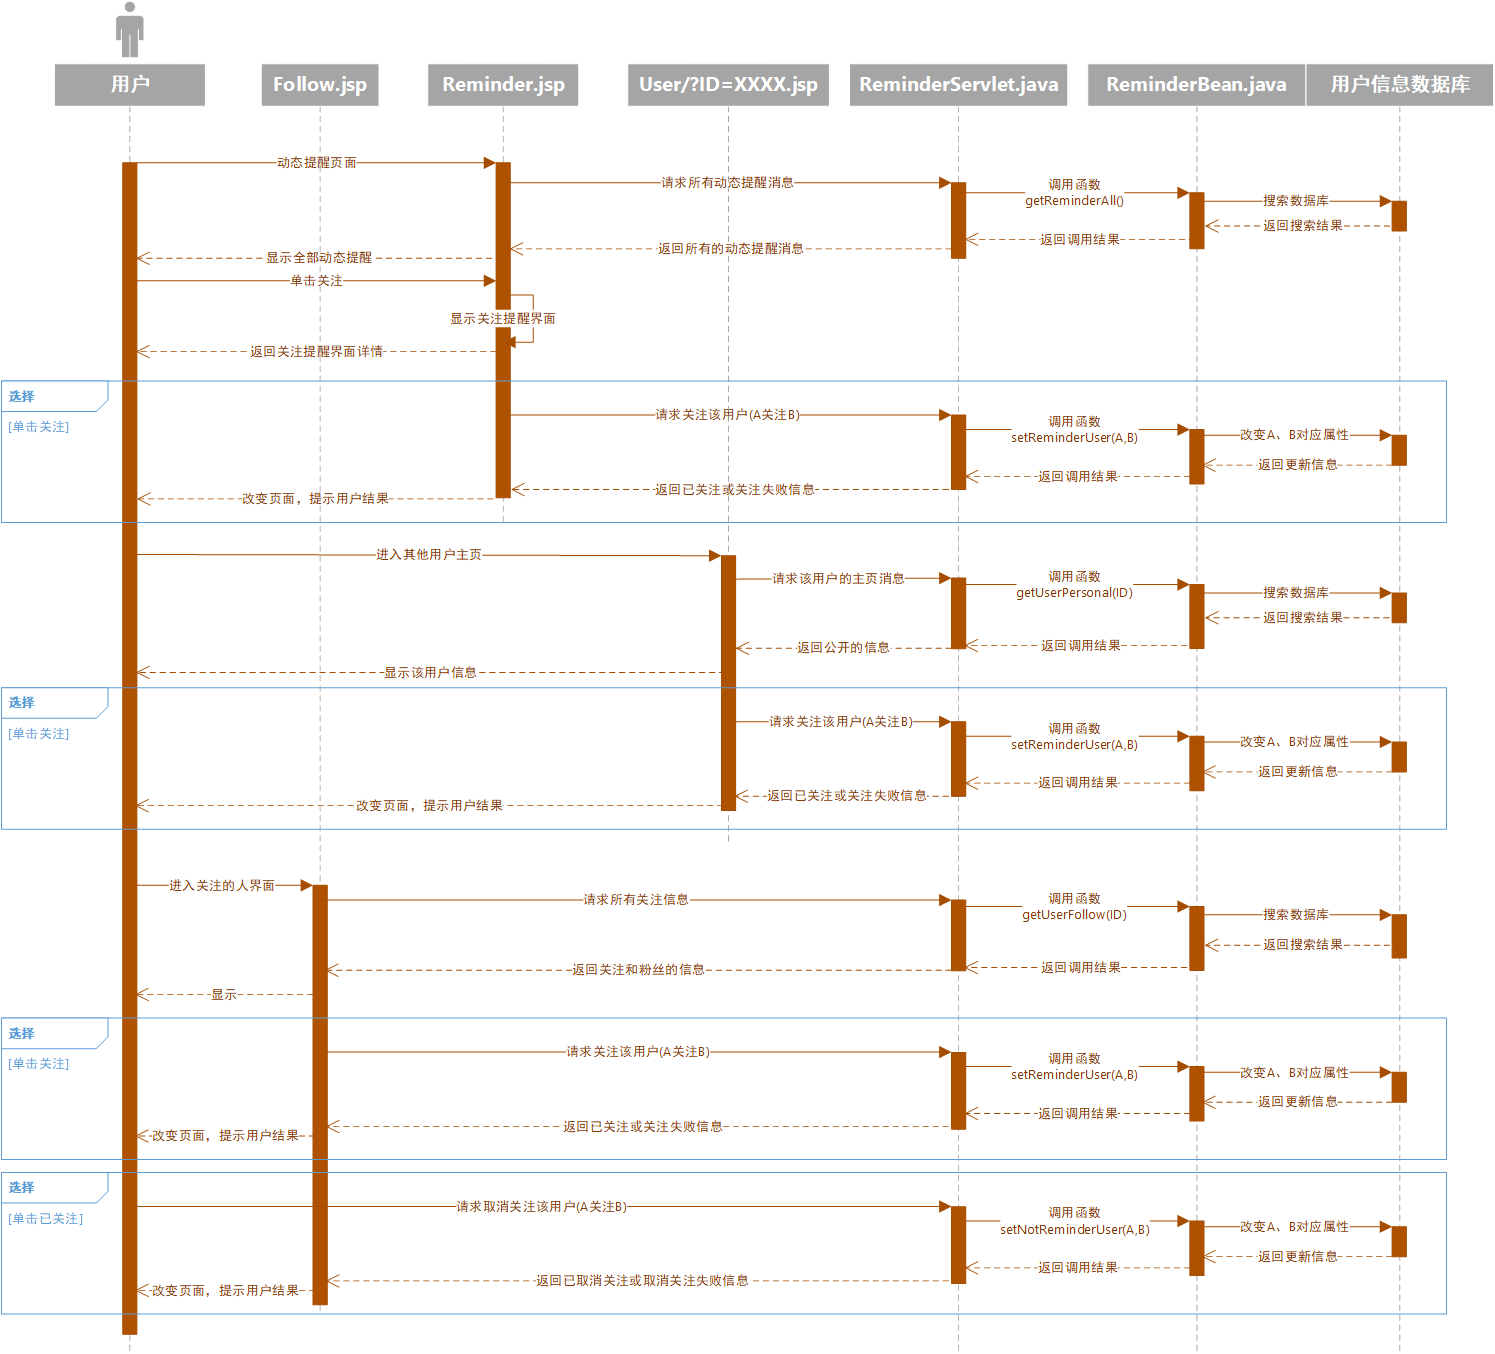 用户
Follow.jsp
Reminder.jsp
User/?ID=XXXX.jsp
ReminderServlet.java
ReminderBean.java
用户信息数据库
动态提醒页面
请求所有动态提醒消息
调用函数
getReminderAll()
搜索数据库
返回搜索结果
返回调用结果
返回所有的动态提醒消息
显示全部动态提醒
单击关注
显示关注提醒界面
返回关注提醒界面详情
选择
[单击关注]
请求关注该用户(A关注B)
调用函数
setReminderUser(A,B)
改变A、B对应属性
返回更新信息
返回调用结果
返回已关注或关注失败信息
改变页面，提示用户结果
进入其他用户主页
请求该用户的主页消息
调用函数
getUserPersonal(ID)
搜索数据库
返回搜索结果
返回调用结果
返回公开的信息
显示该用户信息
选择
[单击关注]
请求关注该用户(A关注B)
调用函数
setReminderUser(A,B)
改变A、B对应属性
返回更新信息
返回调用结果
返回已关注或关注失败信息
改变页面，提示用户结果
进入关注的人界面
请求所有关注信息
调用函数
getUserFollow(ID)
搜索数据库
返回搜索结果
返回调用结果
返回关注和粉丝的信息
显示
选择
[单击关注]
请求关注该用户(A关注B)
调用函数
setReminderUser(A,B)
改变A、B对应属性
返回更新信息
返回调用结果
返回已关注或关注失败信息
改变页面，提示用户结果
选择
[单击已关注]
请求取消关注该用户(A关注B)
调用函数
setNotReminderUser(A,B)
改变A、B对应属性
返回更新信息
返回调用结果
返回已取消关注或取消关注失败信息
改变页面，提示用户结果